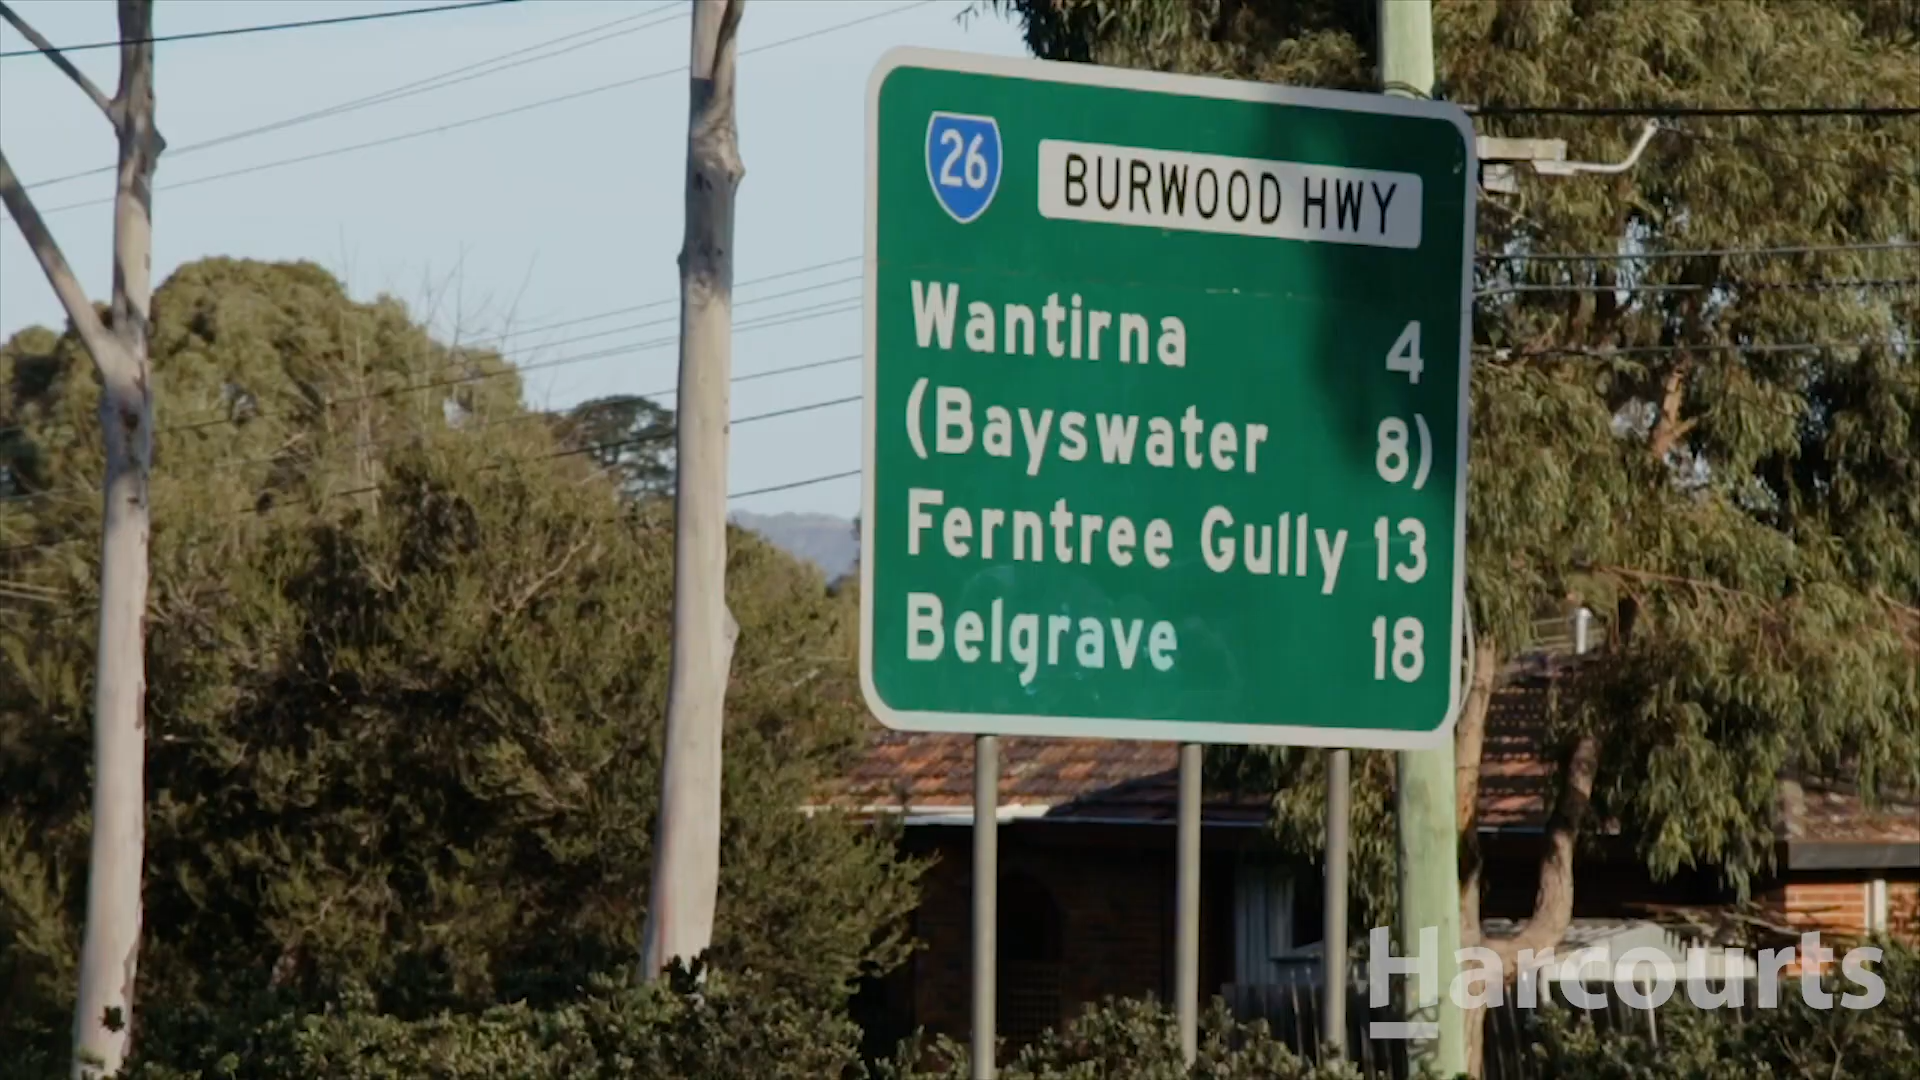 26 BURWOOD HWY
Wantirna 4
(Bayswater 8)
Ferntree Gully 13
Belgrave 18
Harcourts